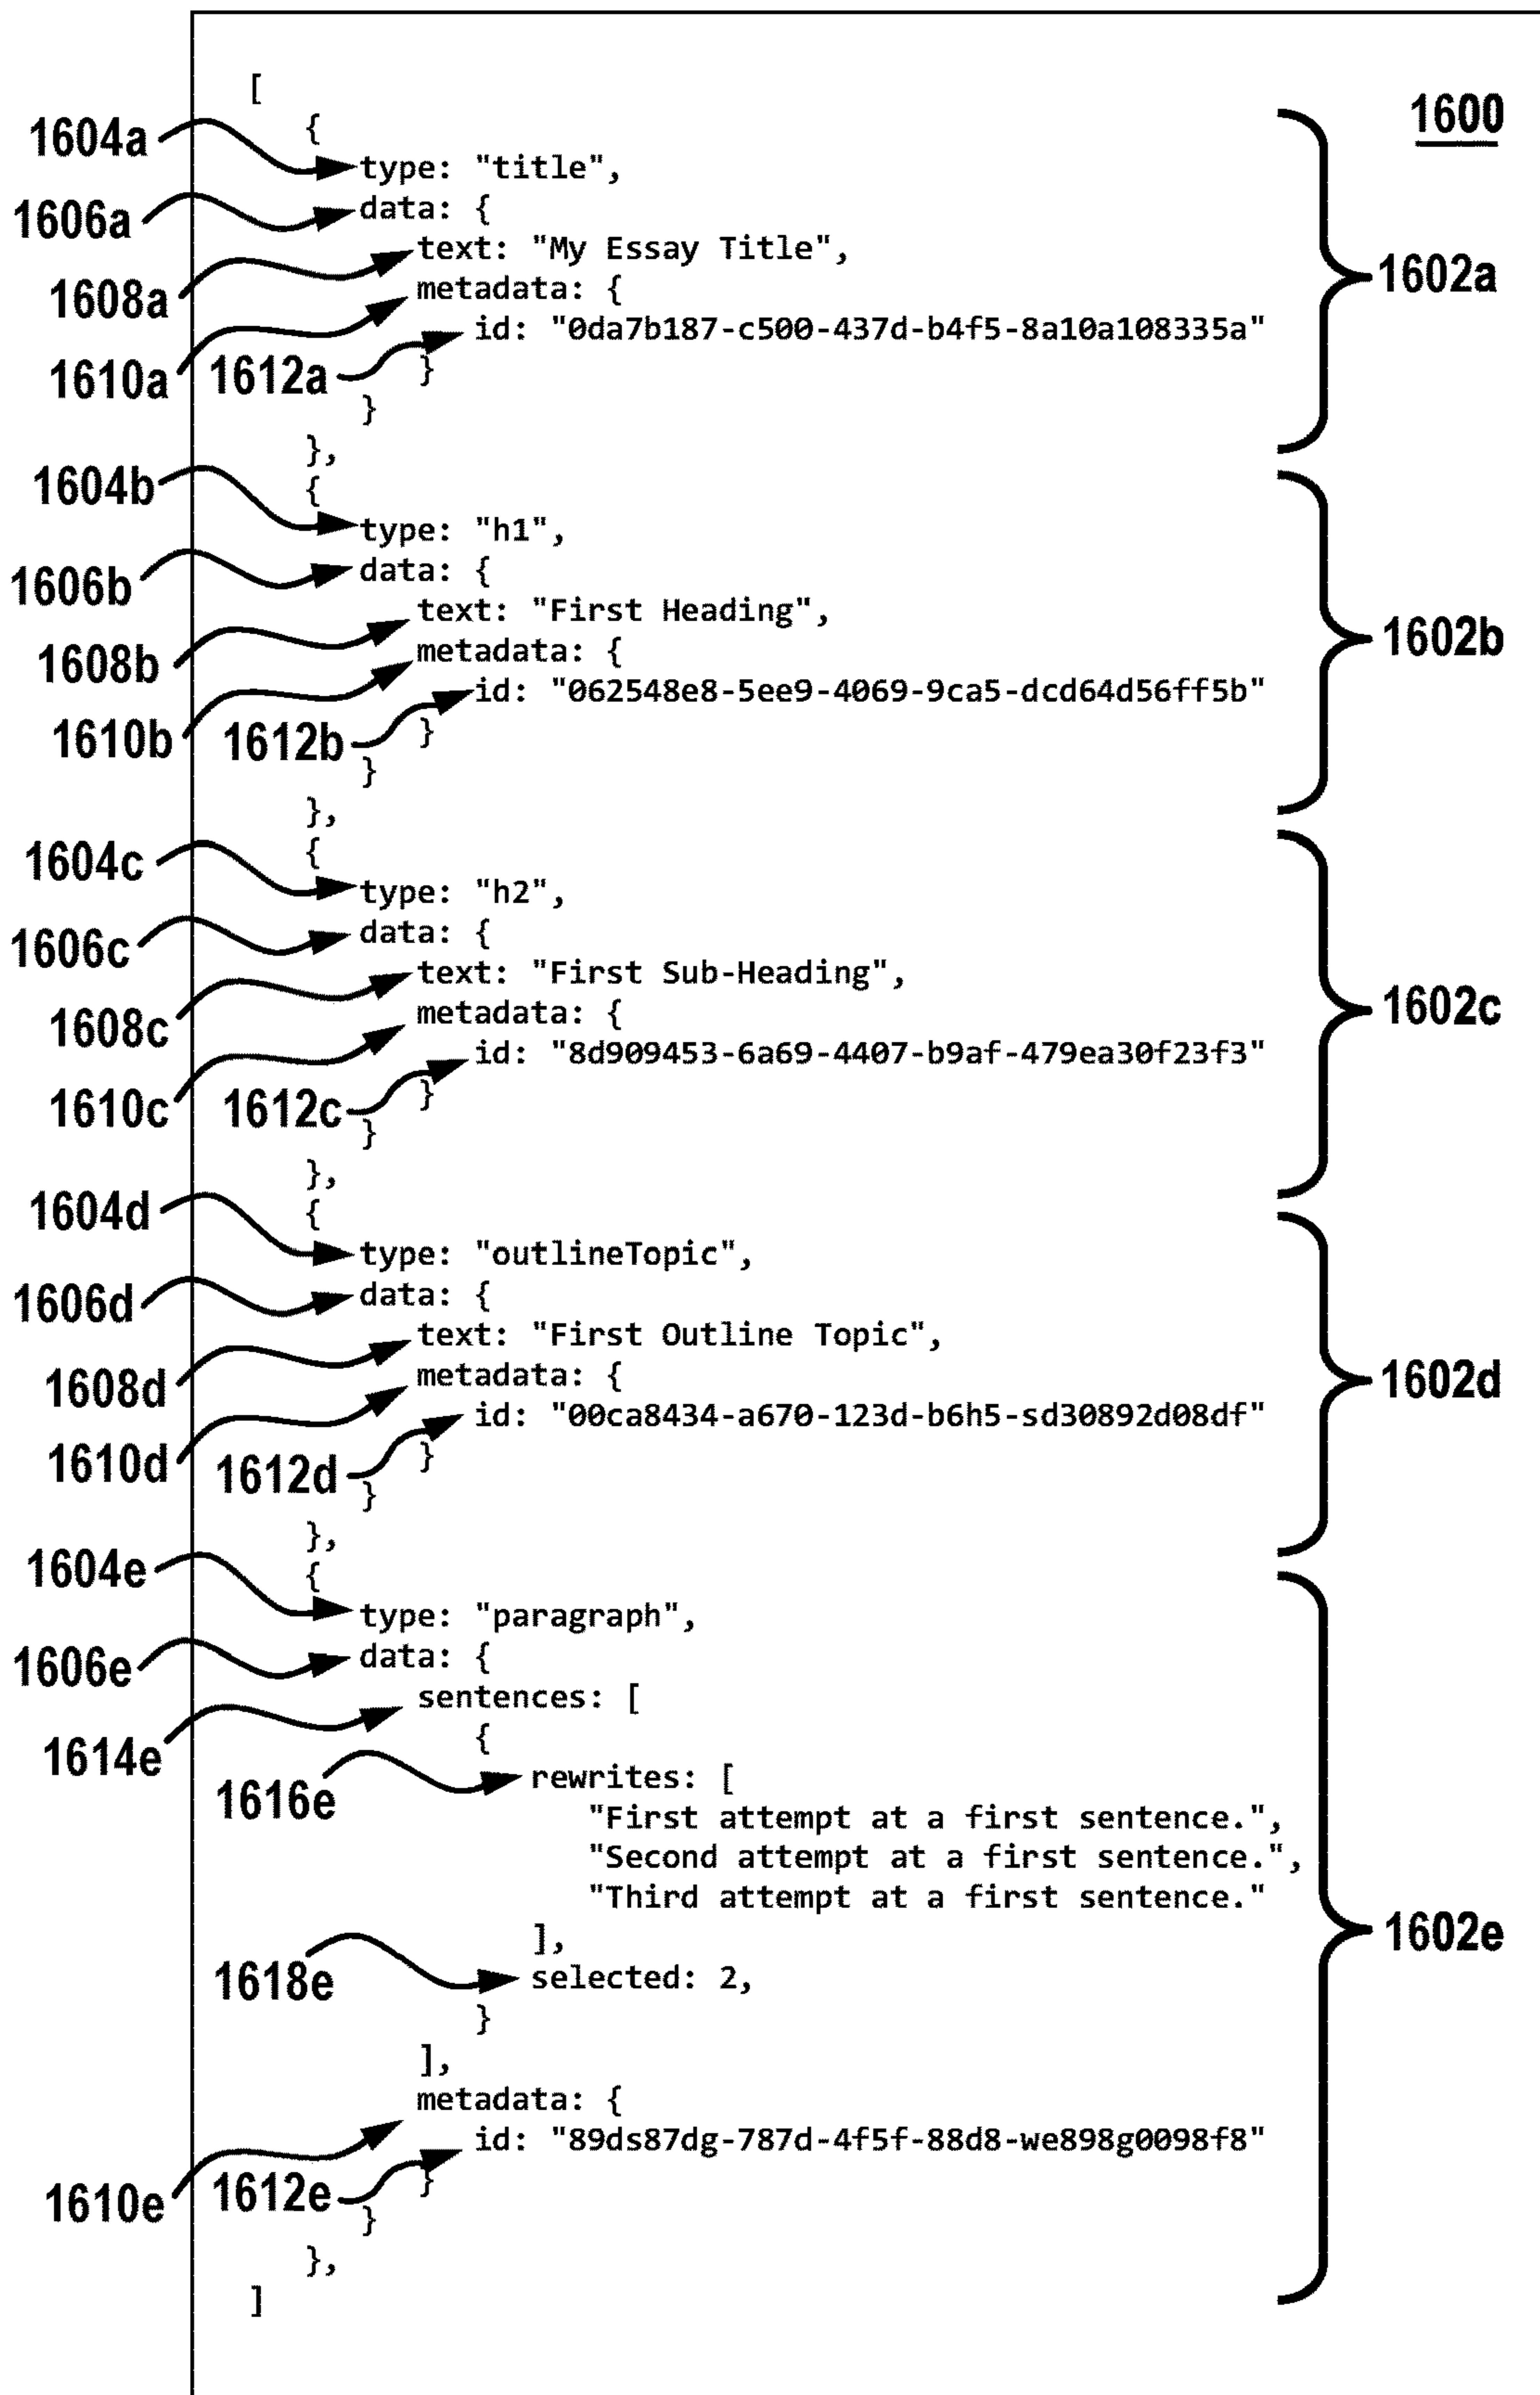 [
1600
{
1604a
type: "title",
1606a
data: {
text: "My Essay Title",
1602a
1608a
metadata: {
id: "0da7b187-c500-437d-b4f5-8a10a108335a"
1610a
1612a
}
}
},
1604b
{
type: "h1",
1606b
data: {
text: "First Heading",
1602b
1608b
metadata: {
id: "062548e8-5ee9-4069-9ca5-dcd64d56ff5b"
1610b
1612b
}
}
},
1604c
{
type: "h2",
1606c
data: {
text: "First Sub-Heading",
1602c
1608c
metadata: {
id: "8d909453-6a69-4407-b9af-479ea30f23f3"
1610c
1612c
}
}
},
1604d
{
type: "outlineTopic",
1606d
data: {
text: "First Outline Topic",
1602d
1608d
metadata: {
id: "00ca8434-a670-123d-b6h5-sd30892d08df"
1610d
1612d
}
}
},
1604e
{
type: "paragraph",
1606e
data: {
sentences: [
1614e
{
1616e
rewrites: [
"First attempt at a first sentence.",
"Second attempt at a first sentence.",
"Third attempt at a first sentence."
1602e
],
1618e
selected: 2,
}
],
metadata: {
id: "89ds87dg-787d-4f5f-88d8-we898g0098f8"
1610e
1612e
}
}
},
]